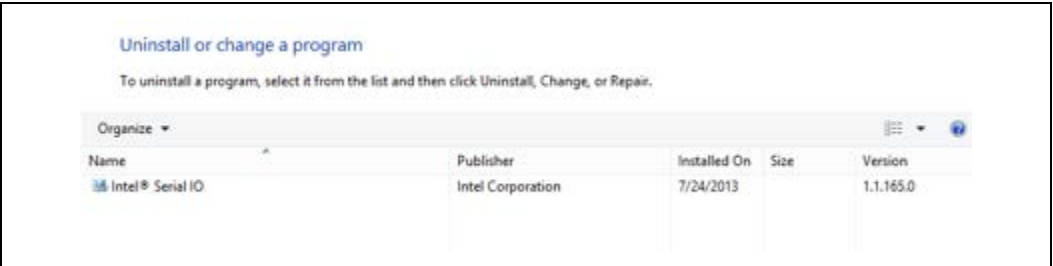 Uninstall or change a program
To uninstall a program, select it from the list and then click Uninstall, Change, or Repair.
Organize
Name Publisher Installed On Size Version
Intel® Serial IO Intel Corporation 7/24/2013 1.1.165.0